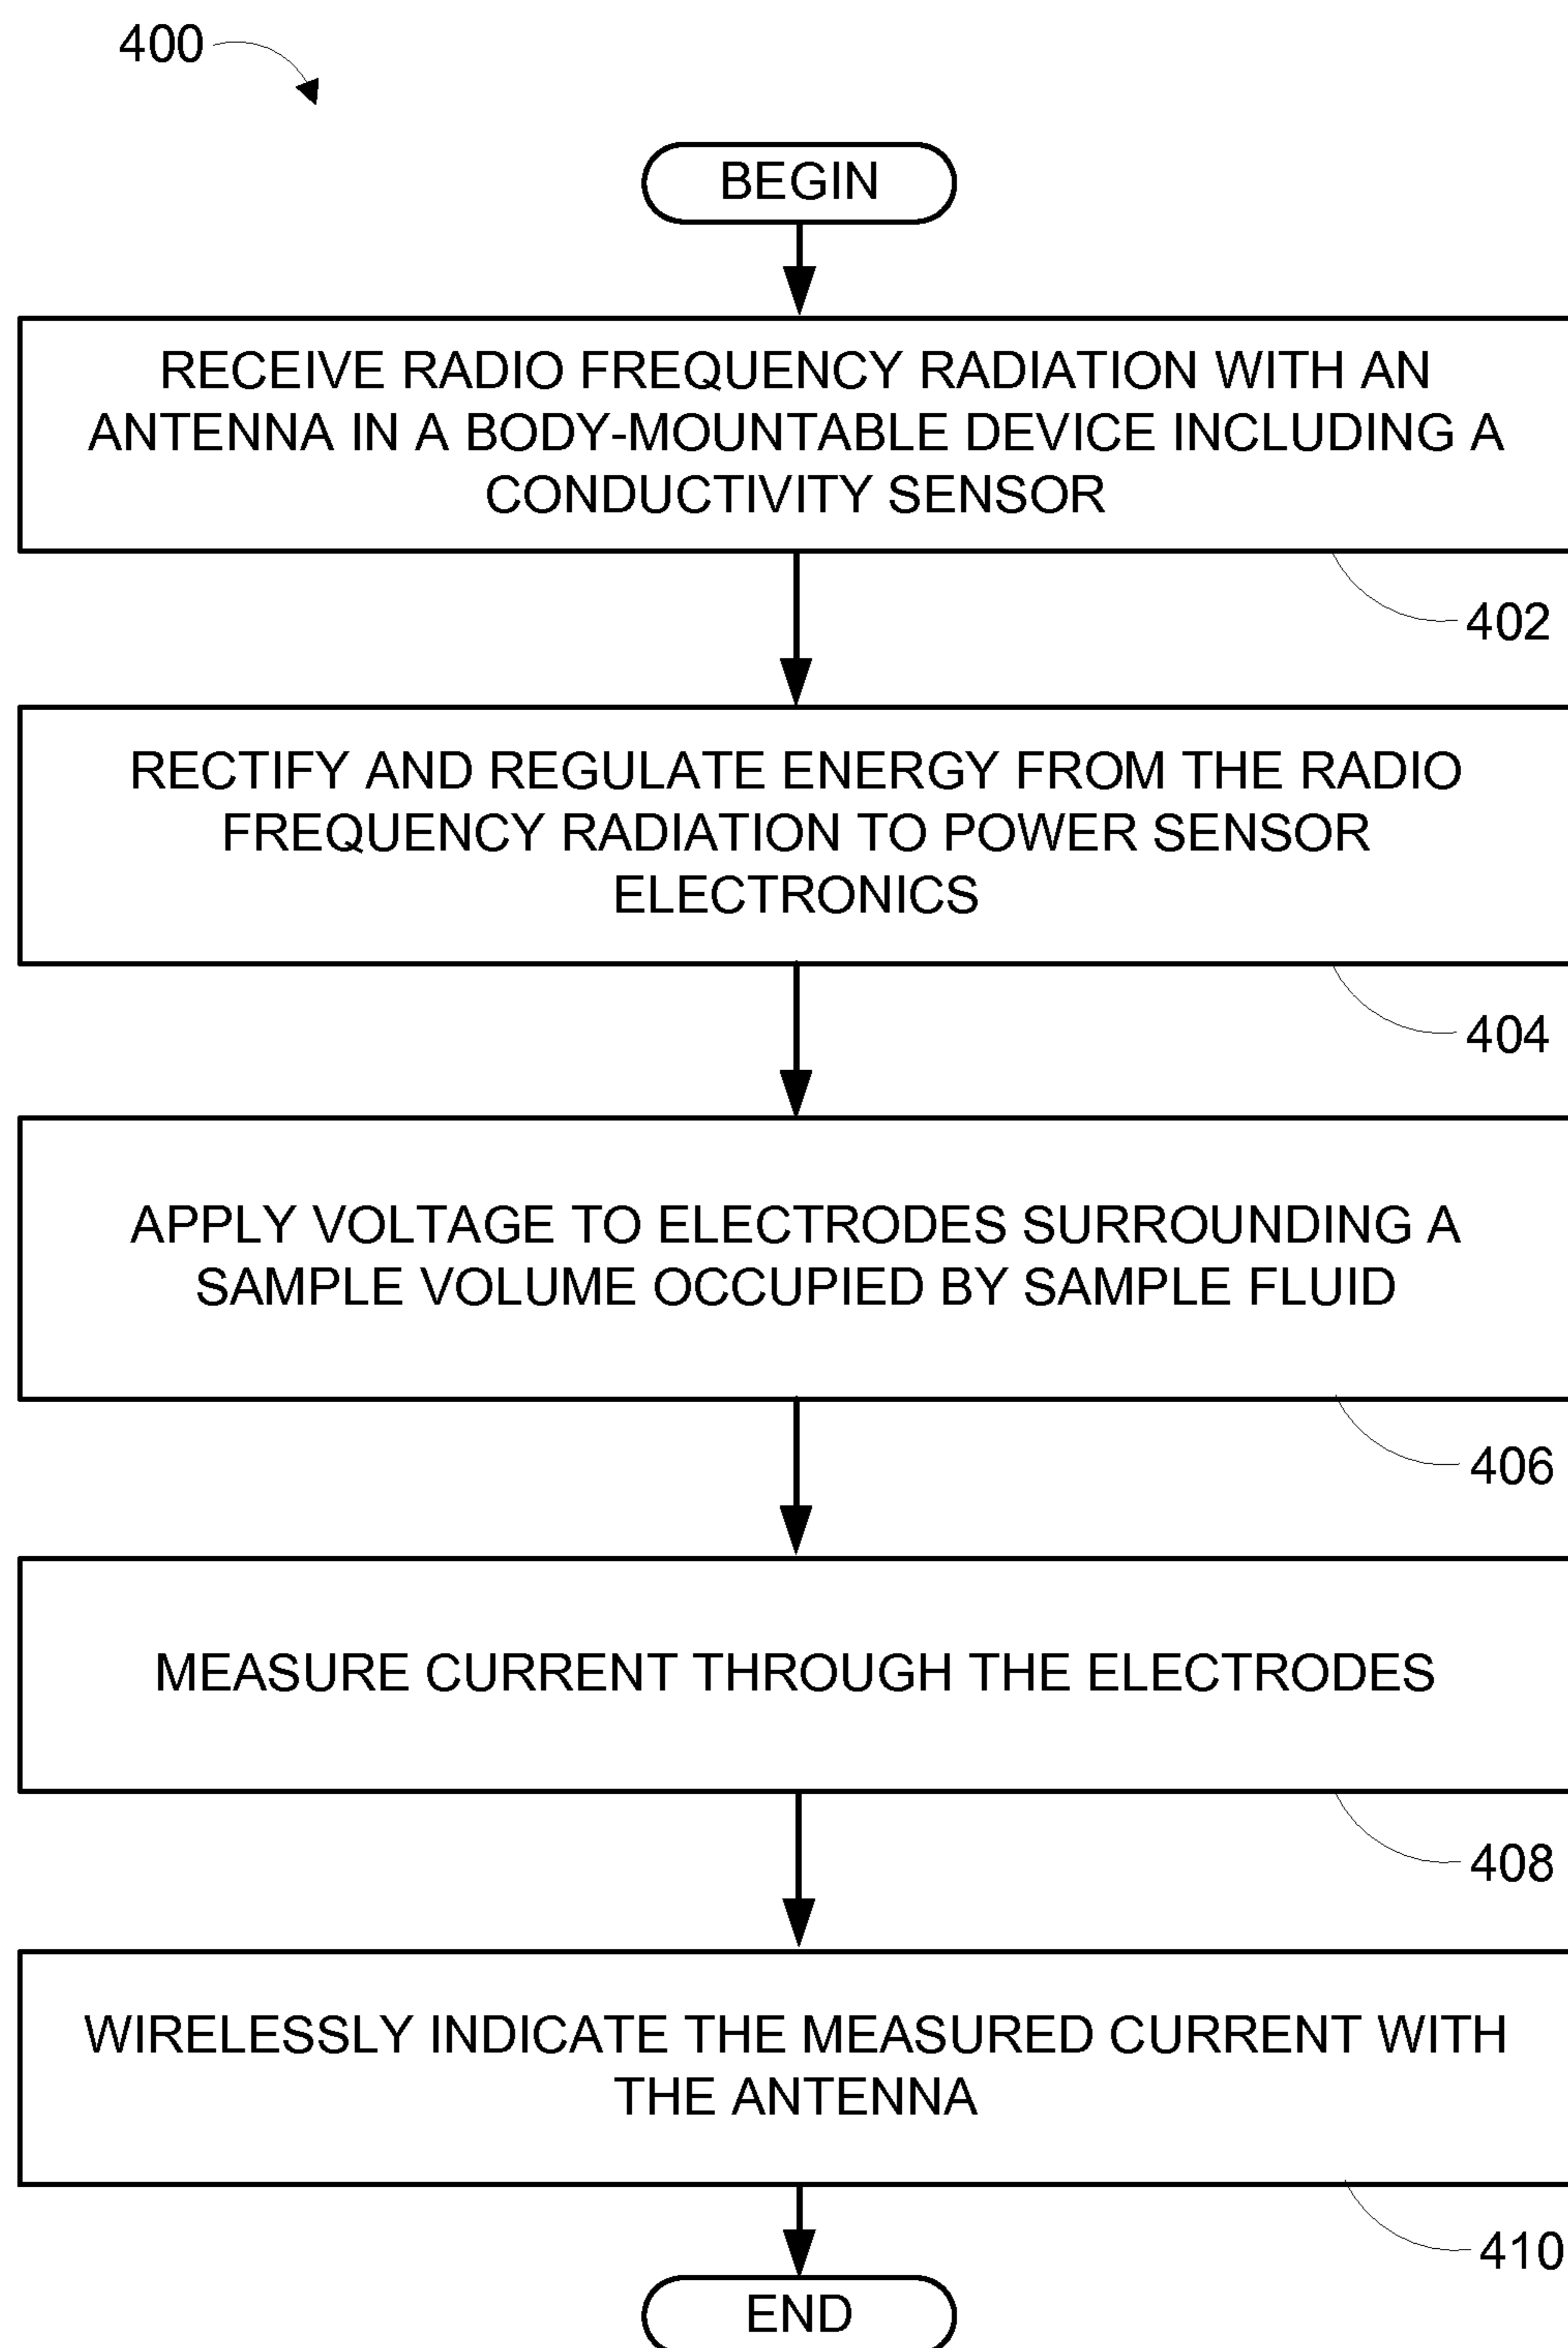 400
BEGIN
RECEIVE RADIO FREQUENCY RADIATION WITH AN
ANTENNA IN A BODY-MOUNTABLE DEVICE INCLUDING A
CONDUCTIVITY SENSOR
402
RECTIFY AND REGULATE ENERGY FROM THE RADIO
FREQUENCY RADIATION TO POWER SENSOR
ELECTRONICS
404
APPLY VOLTAGE TO ELECTRODES SURROUNDING A
SAMPLE VOLUME OCCUPIED BY SAMPLE FLUID
406
MEASURE CURRENT THROUGH THE ELECTRODES
408
WIRELESSLY INDICATE THE MEASURED CURRENT WITH
THE ANTENNA
410
END